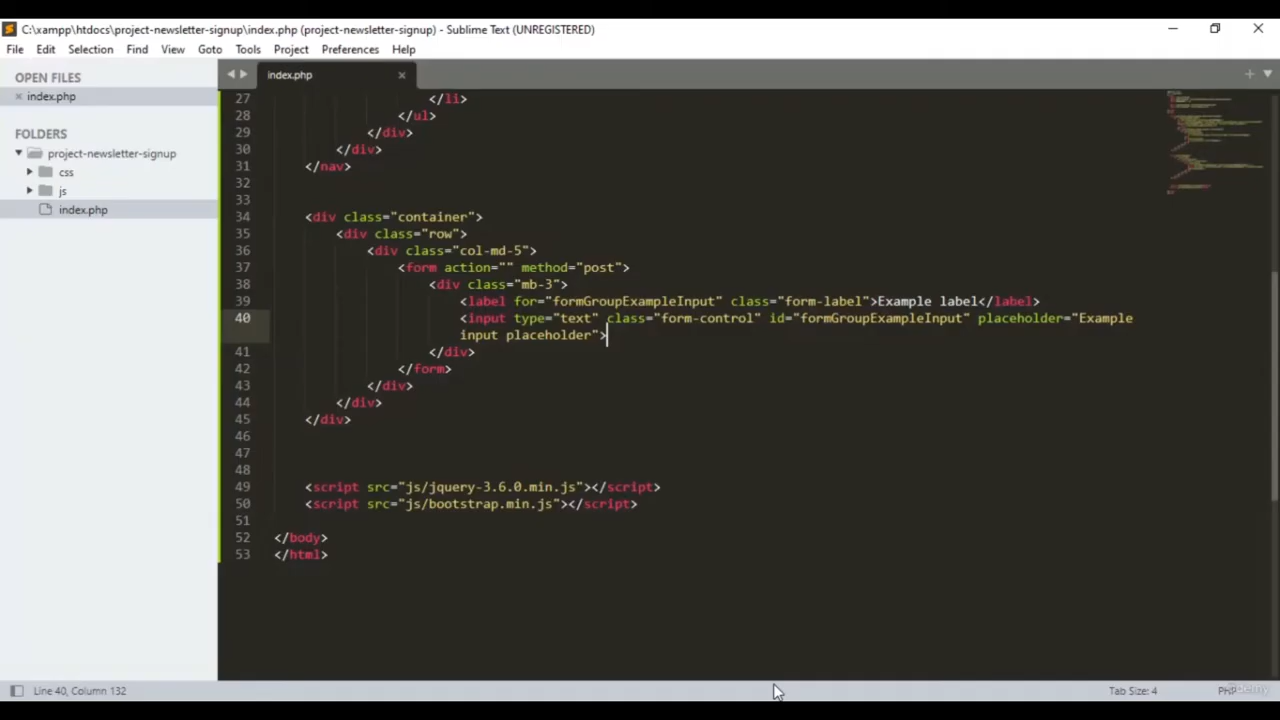 C:\xampp\htdocs\project-newsletter-signup\index.php (project-newsletter-signup) - Sublime Text (UNREGISTERED)
File Edit Selection Find View Goto Tools Project Preferences Help
OPEN FILES
index.php
FOLDERS
project-newsletter-signup
css
js
index.php
index.php
27 </li>
28 </ul>
29 </div>
30 </div>
31 </nav>
32
33
34 <div class="container">
35 <div class="row">
36 <div class="col-md-5">
37 <form action="" method="post">
38 <div class="mb-3">
39 <label for="formGroupExampleInput" class="form-label">Example label</label>
40 <input type="text" class="form-control" id="formGroupExampleInput" placeholder="Example
input placeholder">
41 </div>
42 </form>
43 </div>
44 </div>
45 </div>
46
47
48
49 <script src="js/jquery-3.6.0.min.js"></script>
50 <script src="js/bootstrap.min.js"></script>
51
52 </body>
53 </html>
Line 40, Column 132
Tab Size: 4
PHP